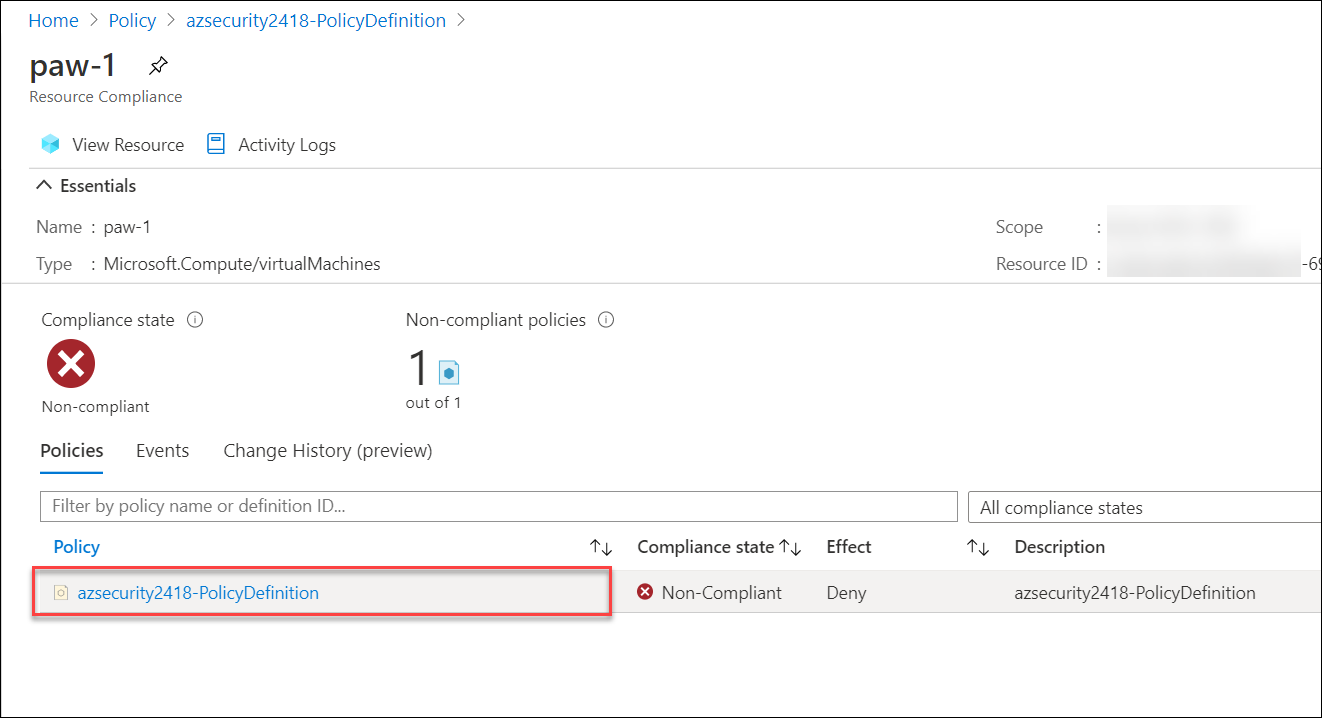 Home > Policy > azsecurity2418-PolicyDefinition >
paw-1
Resource Compliance
View Resource Activity Logs
Essentials
Name : paw-1 Scope :
Type : Microsoft.Compute/virtualMachines Resource ID : -69
Compliance state Non-compliant policies
1
Non-compliant out of 1
Policies Events Change History (preview)
Filter by policy name or definition ID... All compliance states
Policy Compliance state Effect Description
azsecurity2418-PolicyDefinition Non-Compliant Deny azsecurity2418-PolicyDefinition